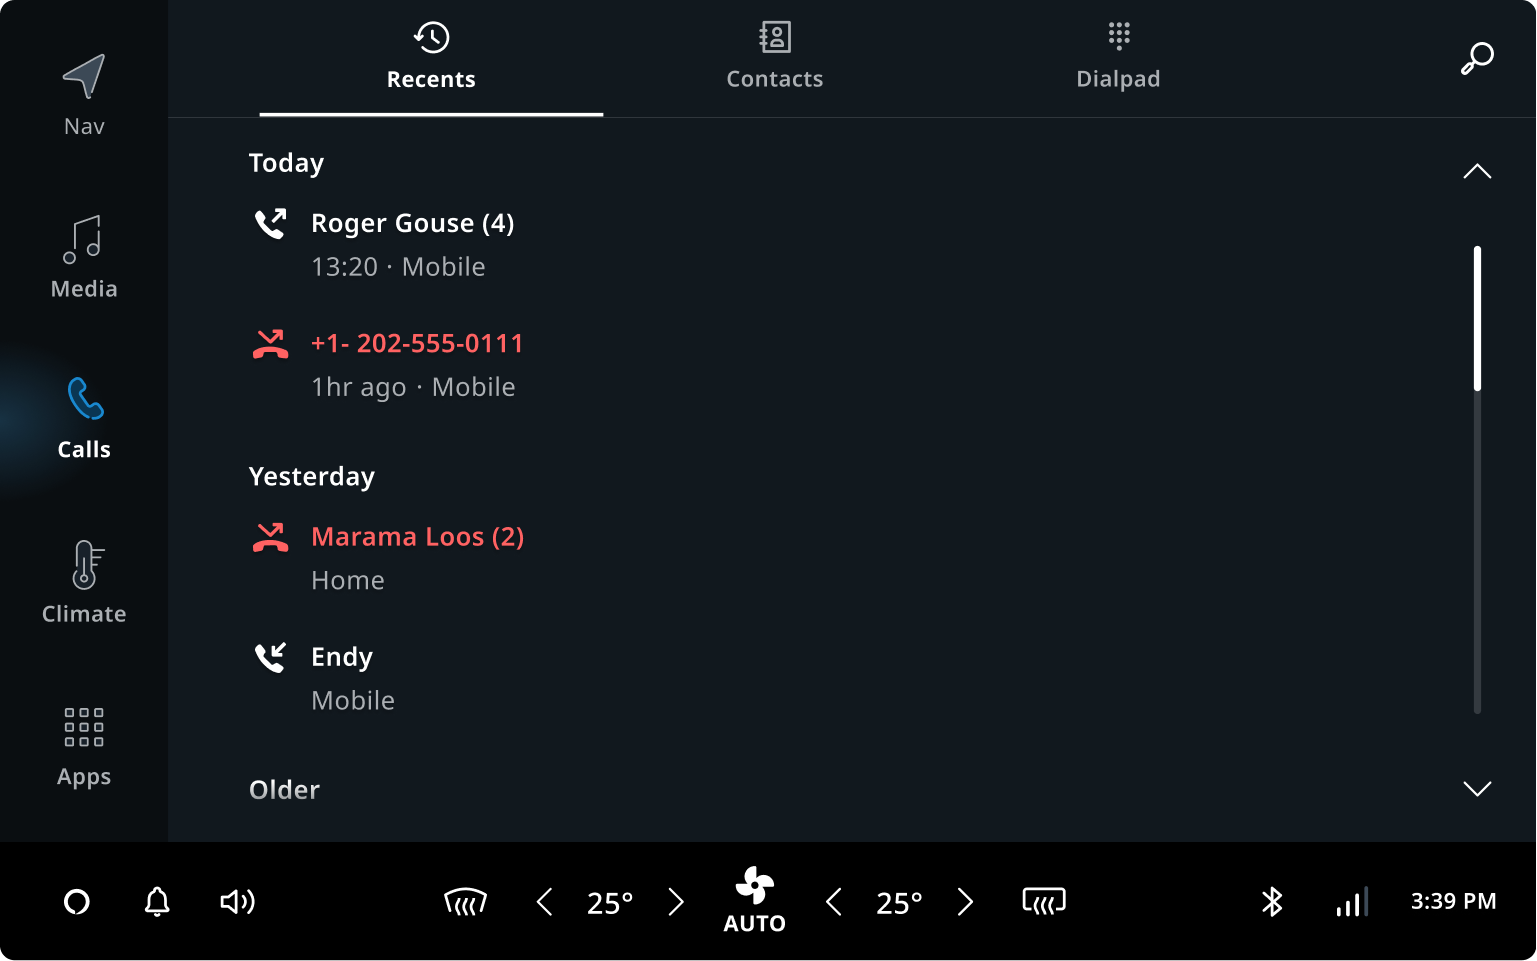 Recents
Contacts
Dialpad
Nav
Media
Calls
Climate
Apps
Today
Roger Gouse (4)
13:20 · Mobile
+1- 202-555-0111
1hr ago · Mobile
Yesterday
Marama Loos (2)
Home
Endy
Mobile
Older
25°
AUTO
25°
3:39 PM